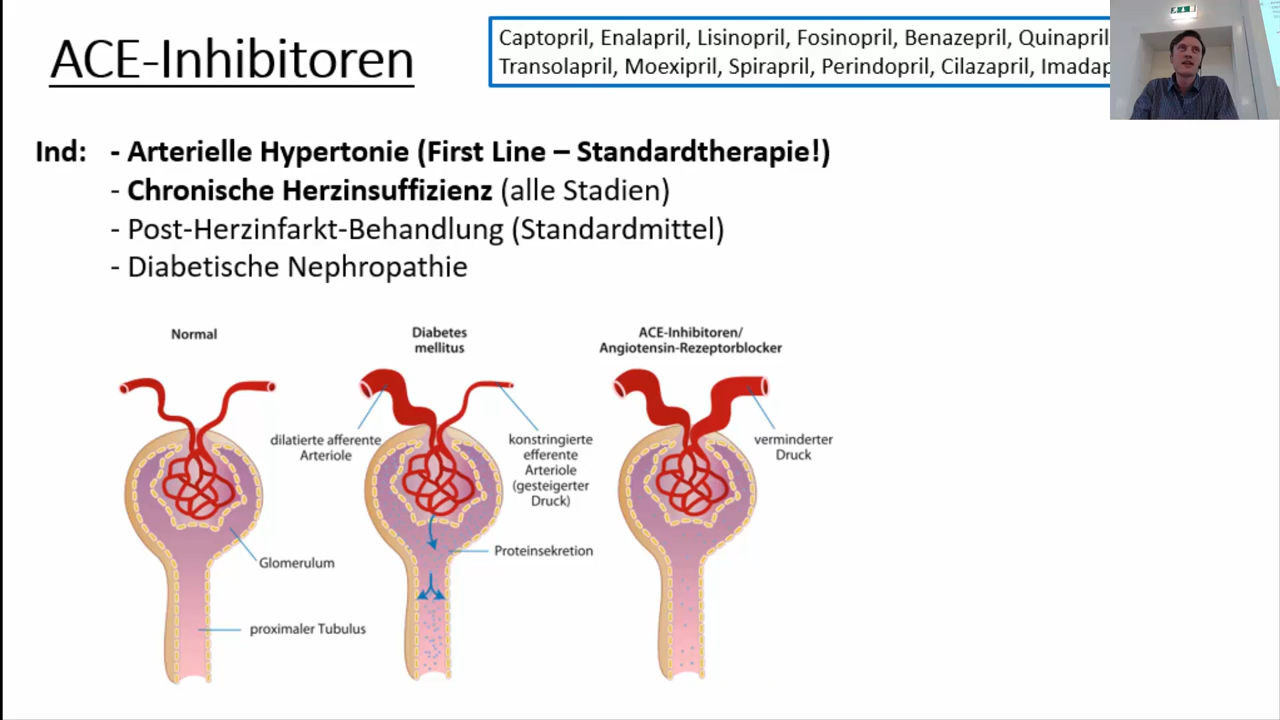 ACE-Inhibitoren
Captopril, Enalapril, Lisinopril, Fosinopril, Benazepril, Quinapril
Transolapril, Moexipril, Spirapril, Perindopril, Cilazapril,
Ind: - Arterielle Hypertonie (First Line – Standardtherapie!)
- Chronische Herzinsuffizienz (alle Stadien)
- Post-Herzinfarkt-Behandlung (Standardmittel)
- Diabetische Nephropathie
Normal
Diabetes
mellitus
ACE-Inhibitoren/
Angiotensin-Rezeptorblocker
dilatierte afferente
Arteriole
konstringierte
efferente
Arteriole
(gesteigerter
Druck)
verminderter
Druck
Proteinsekretion
Glomerulum
proximaler Tubulus